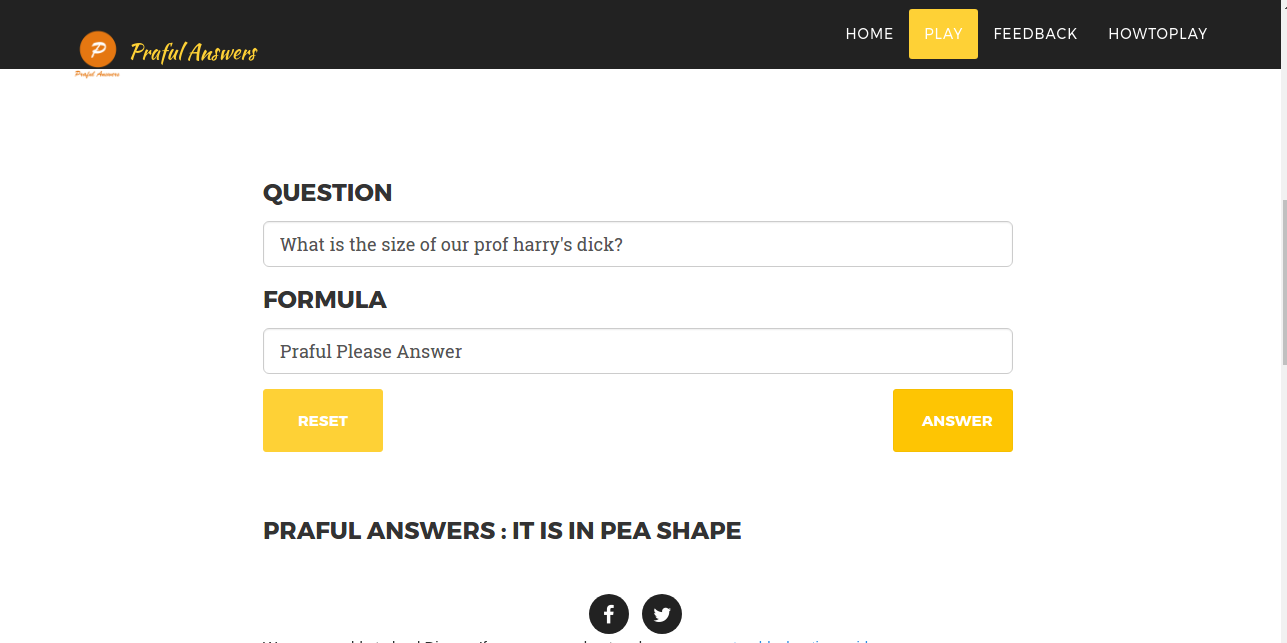 P
Praful Answers
Praful Answers
HOME PLAY FEEDBACK HOWTOPLAY
QUESTION
What is the size of our prof harry's dick?
FORMULA
Praful Please Answer
RESET ANSWER
PRAFUL ANSWERS : IT IS IN PEA SHAPE